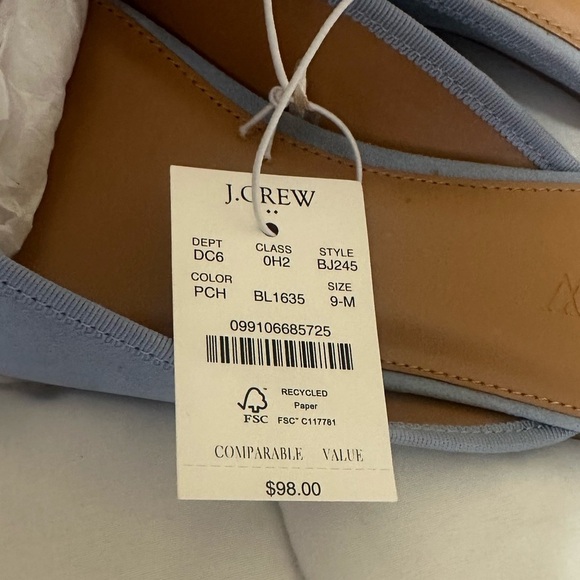 J.CREW
DEPT CLASS STYLE
DC6 0H2 BJ245
COLOR SIZE
PCH BL1635 9-M
099106685725
RECYCLED
Paper
FSC™ C117781
FSC
COMPARABLE VALUE
$98.00